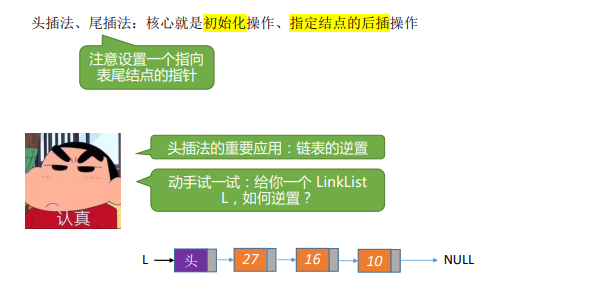 头插法、尾插法：核心就是初始化操作、指定结点的后插操作
注意设置一个指向
表尾结点的指针
头插法的重要应用：链表的逆置
动手试一试：给你一个 LinkList
L，如何逆置？
认真
L 头 27 16 10 NULL